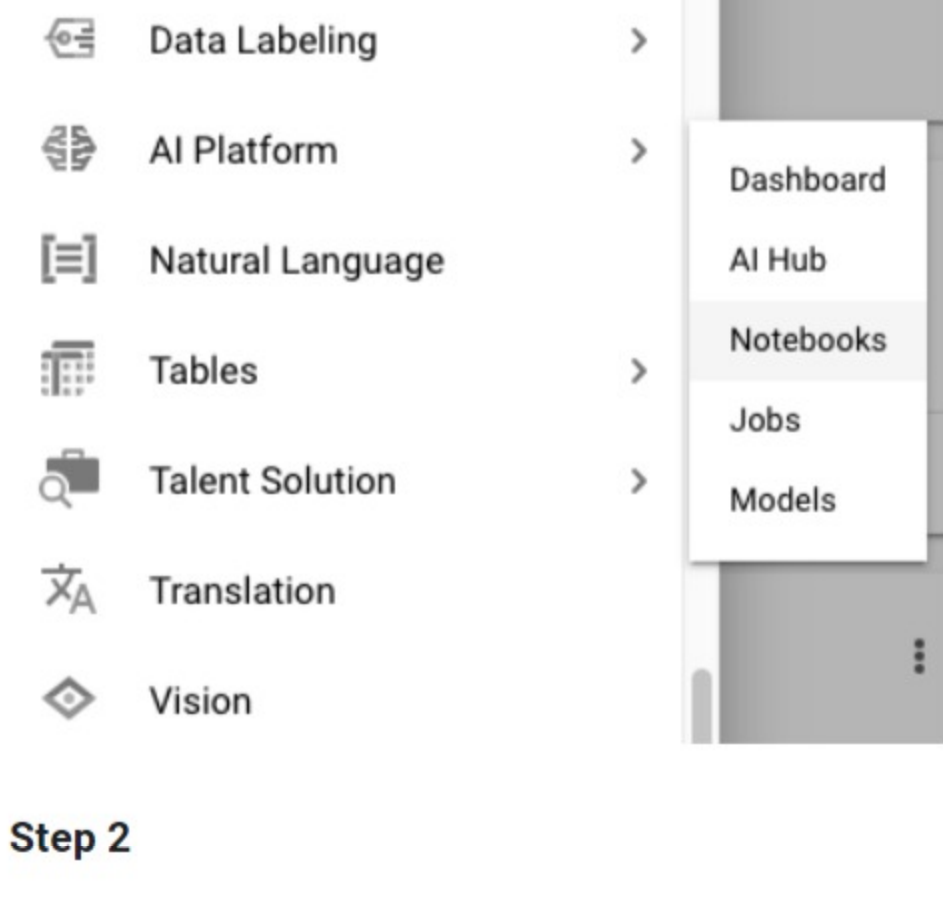 Data Labeling
AI Platform
Natural Language
Tables
Talent Solution
Translation
Vision
Dashboard
AI Hub
Notebooks
Jobs
Models
Step 2